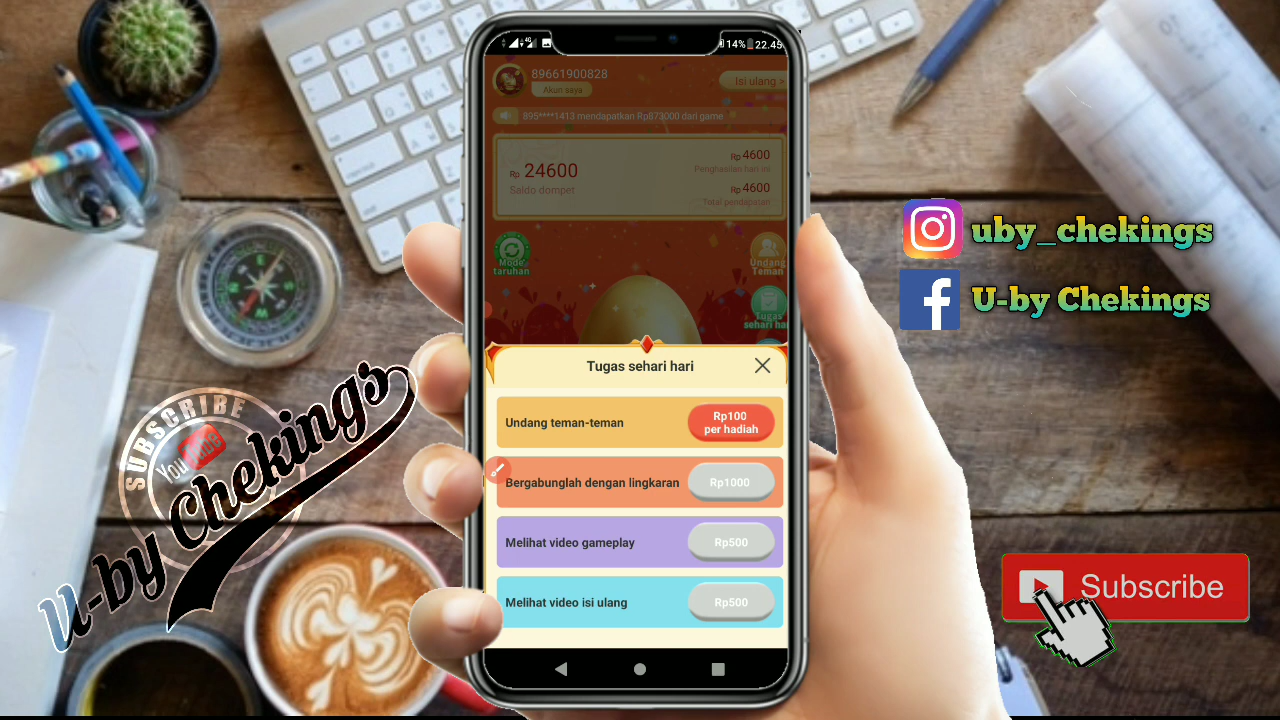 4G
14%
22.45
89661900828
Akun saya
Isi ulang >
895****1413 mendapatkan Rp873000 dari game
Rp 24600
Saldo dompet
Rp 4600
Penghasilan hari ini
Rp 4600
Total pendapatan
Mode
taruhan
Undang
Teman
Tugas
sehari hari
Tugas sehari hari
Undang teman-teman
Rp100
per hadiah
Bergabunglah dengan lingkaran
Rp1000
Melihat video gameplay
Rp500
Melihat video isi ulang
Rp500
uby_chekings
U-by Chekings
SUBSCRIBE
YouTube
U-by Chekings
Subscribe